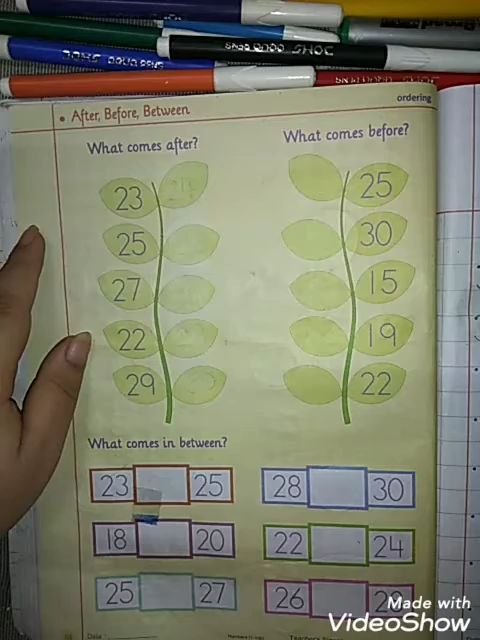 ordering
• After, Before, Between
What comes after?
23
25
27
22
29
What comes before?
25
30
15
19
22
What comes in between?
23 25
28 30
18 20
22 24
25 27
26
Date
Made with
VideoShow